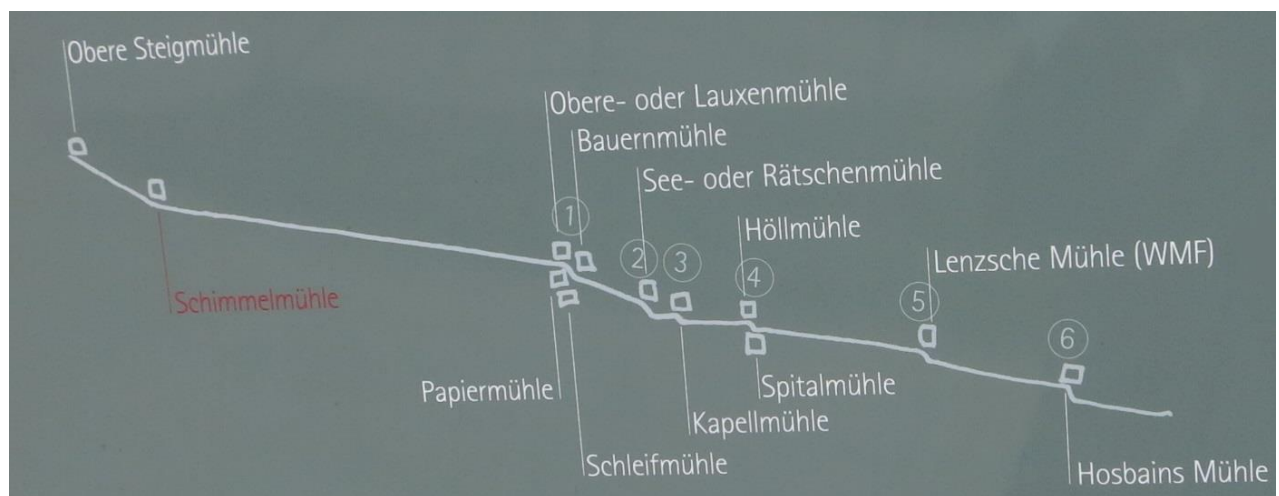 Obere Steigmühle
Obere- oder Lauxenmühle
Bauernmühle
See- oder Rätschenmühle
1
Höllmühle
2
3
4
Lenzsche Mühle (WMF)
5
Schimmelmühle
6
Papiermühle
Spitalmühle
Kapellmühle
Schleifmühle
Hosbains Mühle